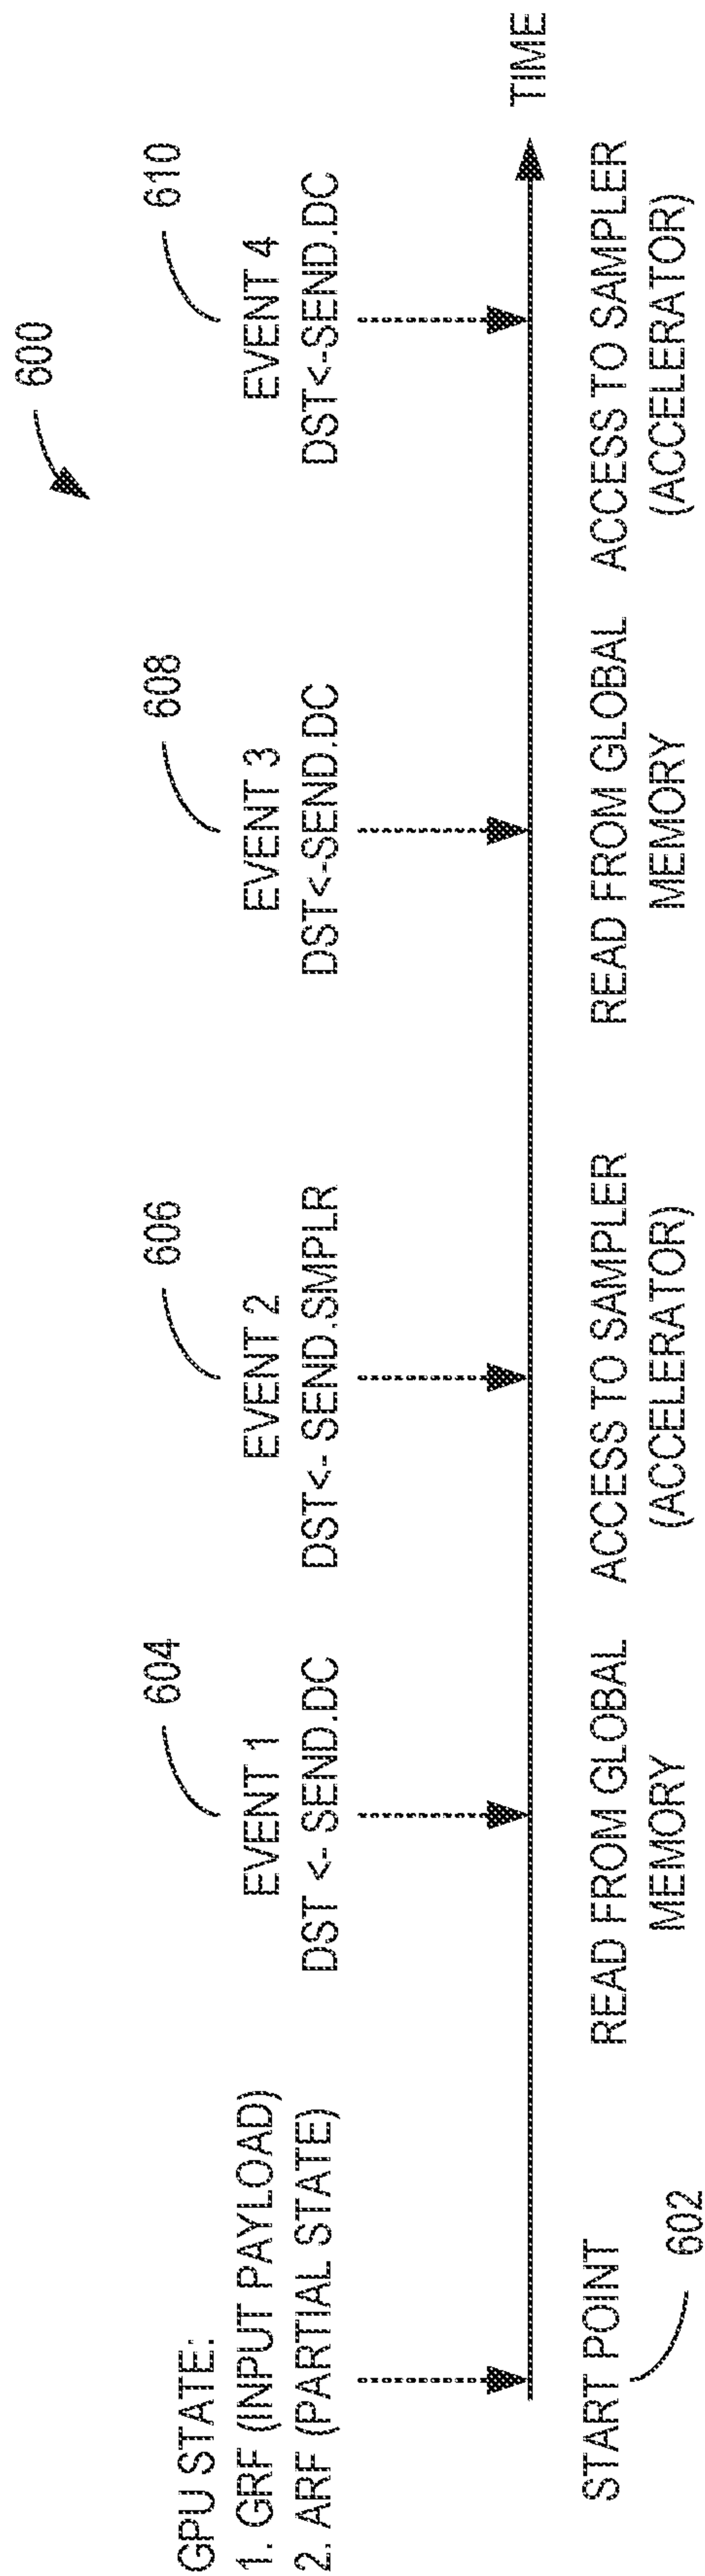 600
GPU STATE:
1. GRF (INPUT PAYLOAD)
2. ARF (PARTIAL STATE)
START POINT
602
604
EVENT 1
DST <- SEND.DC
READ FROM GLOBAL
MEMORY
606
EVENT 2
DST<- SEND.SMPLR
ACCESS TO SAMPLER
(ACCELERATOR)
608
EVENT 3
DST<-SEND.DC
READ FROM GLOBAL
MEMORY
610
EVENT 4
DST<-SEND.DC
ACCESS TO SAMPLER
(ACCELERATOR)
TIME